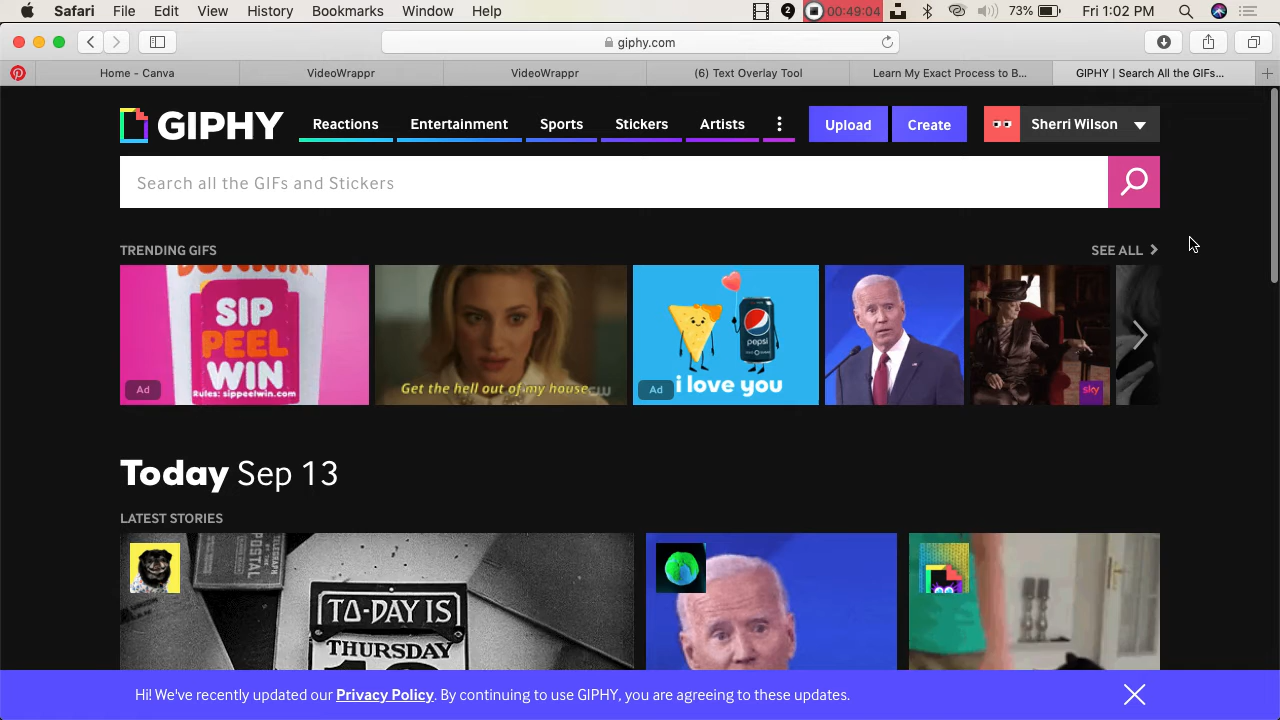 Safari File Edit View History Bookmarks Window Help 2 00:49:04 73% Fri 1:02 PM
giphy.com
Home - Canva VideoWrappr VideoWrappr (6) Text Overlay Tool Learn My Exact Process to B... GIPHY | Search All the GIFs...
GIPHY Reactions Entertainment Sports Stickers Artists Upload Create Sherri Wilson
Search all the GIFs and Stickers
TRENDING GIFS SEE ALL
SIP
PEEL
WIN
Rules: sippeelwin.com
Ad
Get the hell out of my house
CW
pepsi
i love you
Ad
sky
Today Sep 13
LATEST STORIES
TELEGRAPH
POSTAL
TO-DAY IS
THURSDAY
Hi! We've recently updated our Privacy Policy. By continuing to use GIPHY, you are agreeing to these updates.